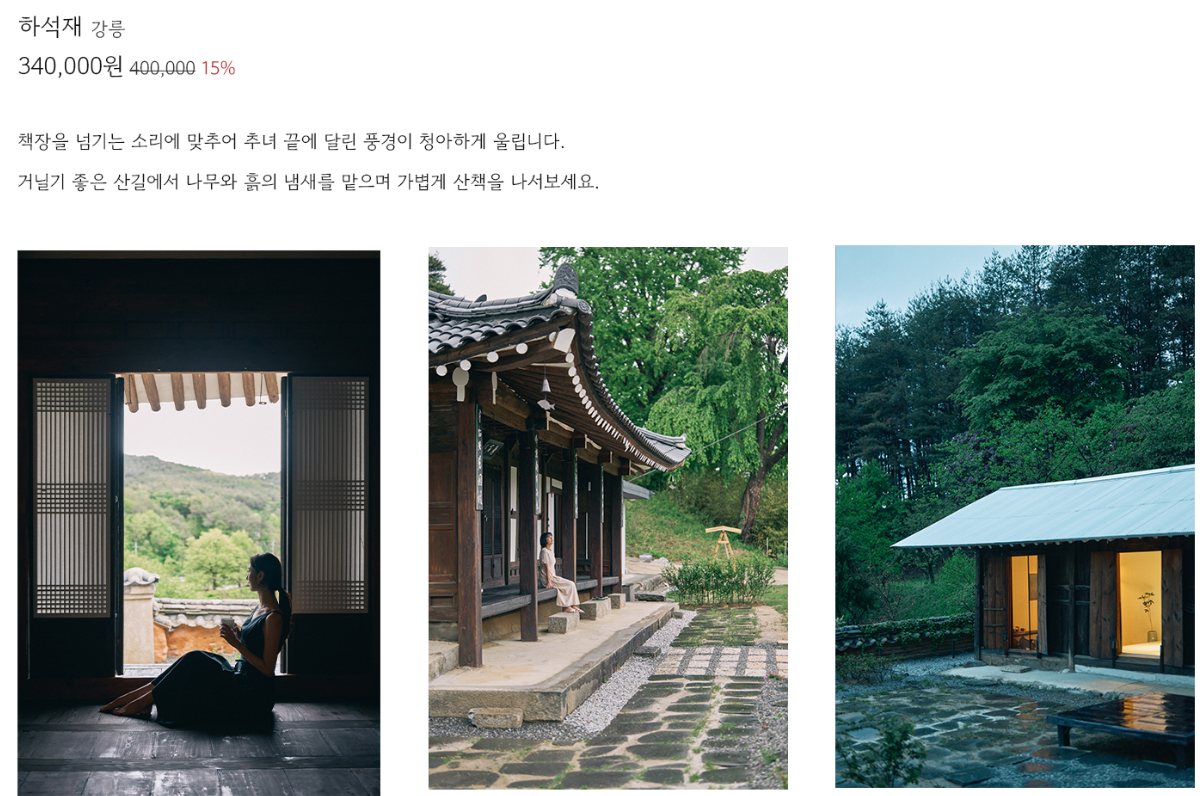 하석재 강릉
340,000원 400,000 15%
책장을 넘기는 소리에 맞추어 추녀 끝에 달린 풍경이 청아하게 울립니다.
거닐기 좋은 산길에서 나무와 흙의 냄새를 맡으며 가볍게 산책을 나서보세요.